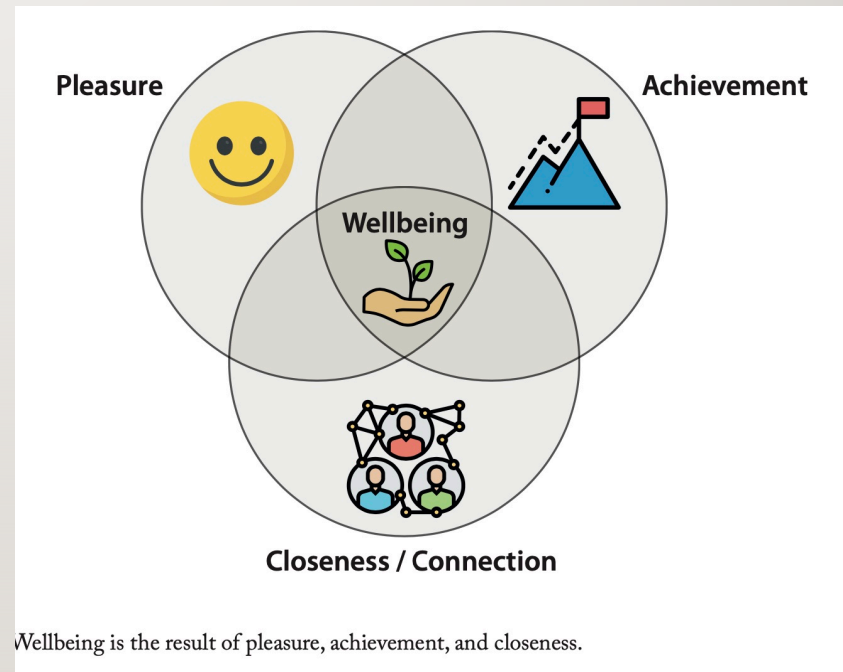 Pleasure
Achievement
Wellbeing
Closeness / Connection
Wellbeing is the result of pleasure, achievement, and closeness.